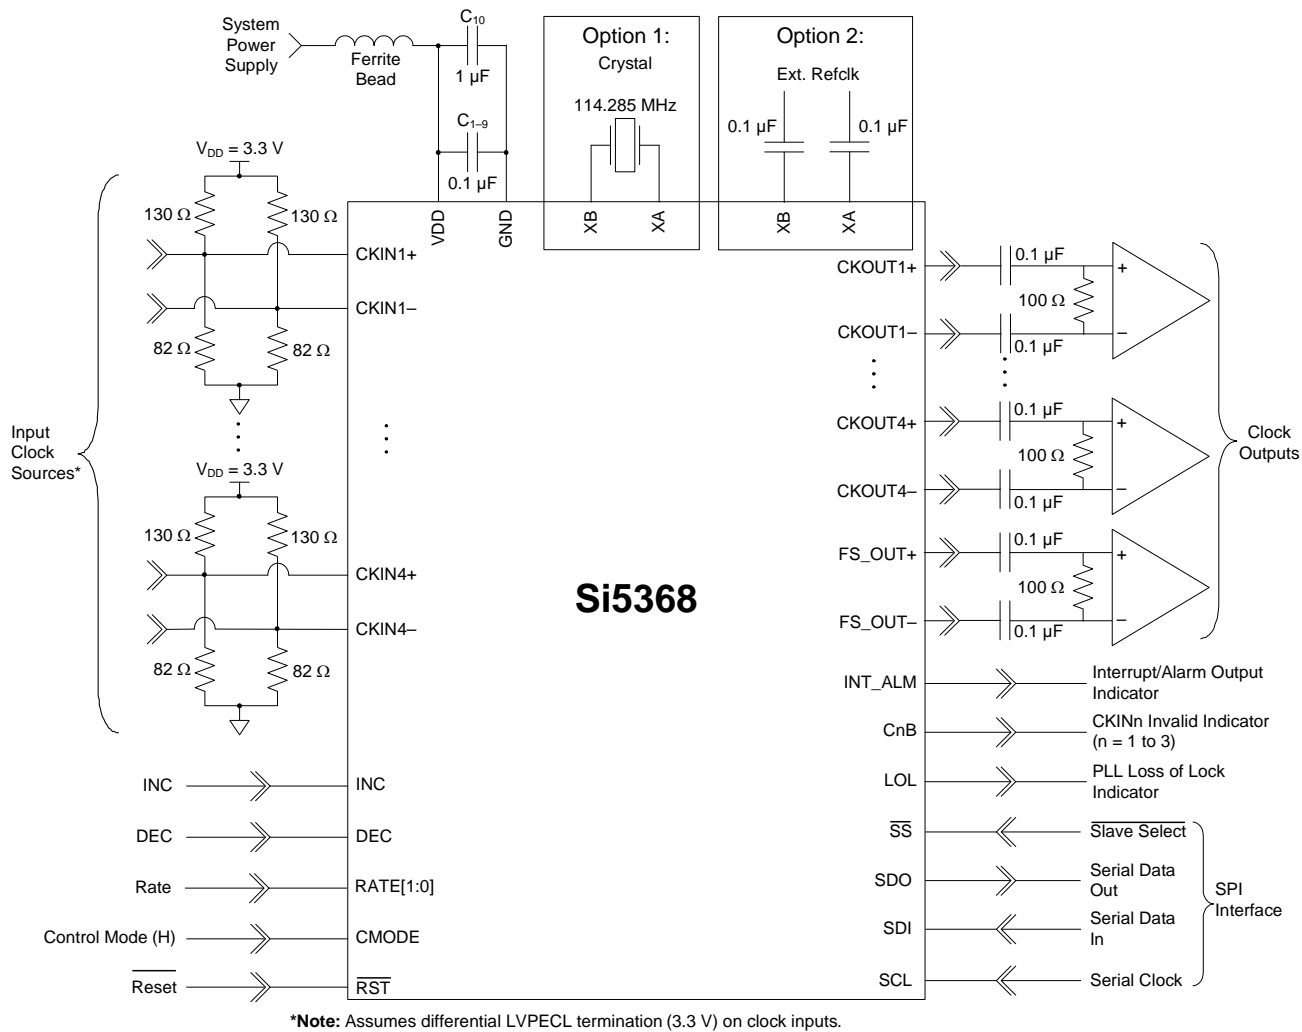 System
Power
Supply
Ferrite
Bead
C10
1 µF
C1–9
0.1 µF
Option 1:
Crystal
114.285 MHz
XB
XA
Option 2:
Ext. Refclk
0.1 µF
0.1 µF
XB
XA
VDD
GND
VDD = 3.3 V
130 Ω
130 Ω
CKIN1+
CKIN1–
82 Ω
82 Ω
Input
Clock
Sources*
VDD = 3.3 V
130 Ω
130 Ω
CKIN4+
CKIN4–
82 Ω
82 Ω
INC
INC
DEC
DEC
Rate
RATE[1:0]
Control Mode (H)
CMODE
Reset
RST
Si5368
CKOUT1+
0.1 µF
100 Ω
+
–
CKOUT1–
0.1 µF
CKOUT4+
0.1 µF
100 Ω
+
–
CKOUT4–
0.1 µF
Clock
Outputs
FS_OUT+
0.1 µF
100 Ω
+
–
FS_OUT–
0.1 µF
INT_ALM
Interrupt/Alarm Output
Indicator
CnB
CKINn Invalid Indicator
(n = 1 to 3)
LOL
PLL Loss of Lock
Indicator
SS
Slave Select
SDO
Serial Data
Out
SDI
Serial Data
In
SCL
Serial Clock
SPI
Interface
*Note: Assumes differential LVPECL termination (3.3 V) on clock inputs.